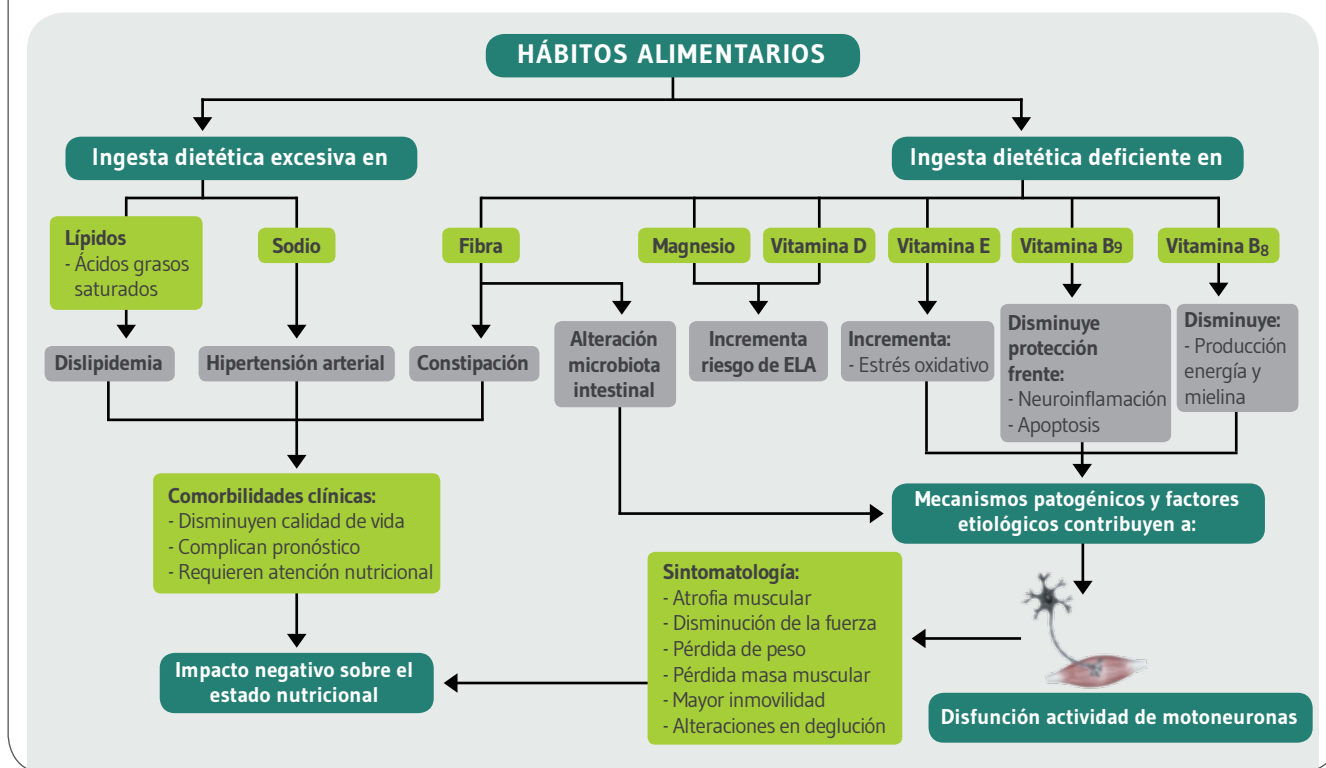 HÁBITOS ALIMENTARIOS
Ingesta dietética excesiva en
Ingesta dietética deficiente en
Lípidos
- Ácidos grasos
saturados
Sodio
Fibra
Magnesio
Vitamina D
Vitamina E
Vitamina B9
Vitamina B8
Dislipidemia
Hipertensión arterial
Constipación
Alteración
microbiota
intestinal
Incrementa
riesgo de ELA
Incrementa:
- Estrés oxidativo
Disminuye
protección
frente:
- Neuroinflamación
- Apoptosis
Disminuye:
- Producción
energía y
mielina
Comorbilidades clínicas:
- Disminuyen calidad de vida
- Complican pronóstico
- Requieren atención nutricional
Mecanismos patogénicos y factores
etiológicos contribuyen a:
Sintomatología:
- Atrofia muscular
- Disminución de la fuerza
- Pérdida de peso
- Pérdida masa muscular
- Mayor inmovilidad
- Alteraciones en deglución
Impacto negativo sobre el
estado nutricional
Disfunción actividad de motoneuronas